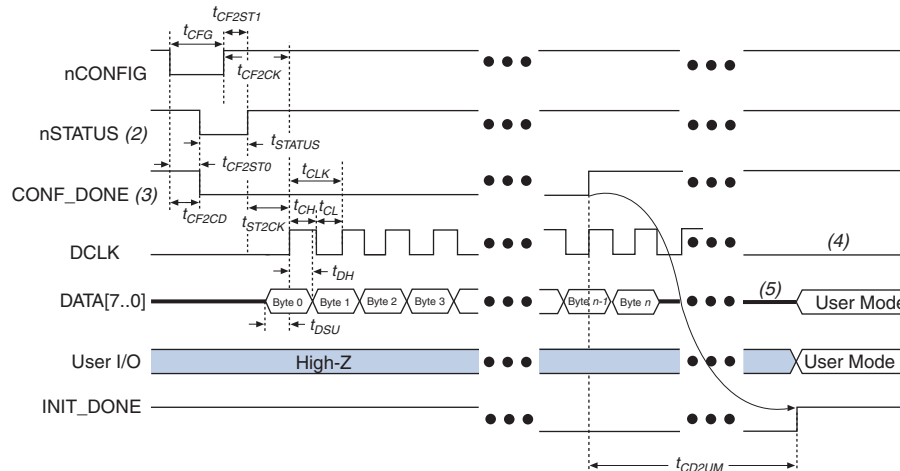 tCF2ST1
tCFG
nCONFIG
tCF2CK
nSTATUS (2)
tSTATUS
tCF2ST0
tCLK
CONF_DONE (3)
tCF2CD
tST2CK
tCH
tCL
DCLK
(4)
tDH
DATA[7..0]
Byte 0
Byte 1
Byte 2
Byte 3
Byte n-1
Byte n
(5)
User Mode
tDSU
User I/O
High-Z
User Mode
INIT_DONE
tCD2UM